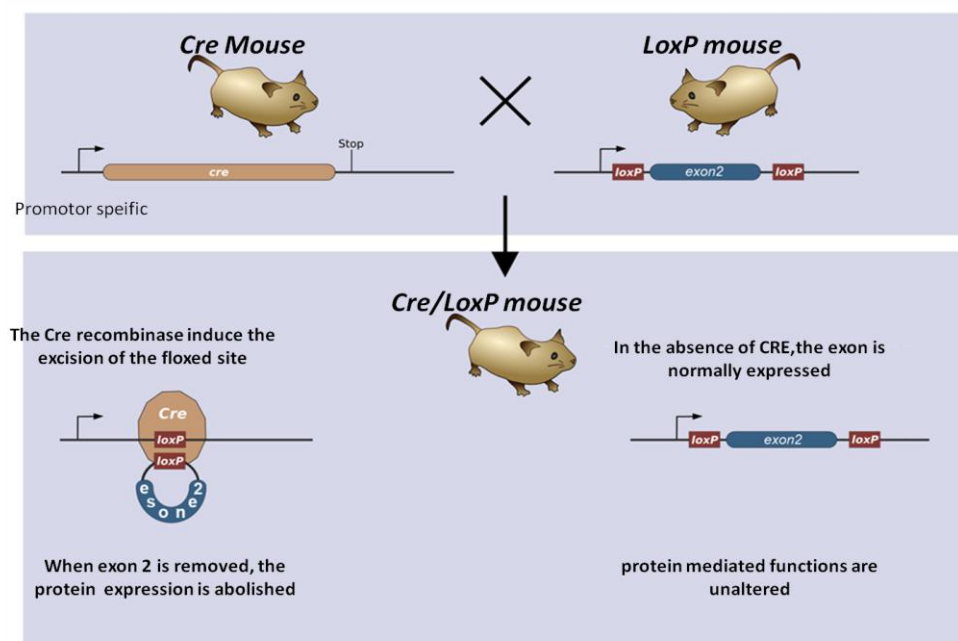 Cre Mouse
LoxP mouse
Stop
cre
loxP exon2 loxP
Promotor speific
Cre/LoxP mouse
The Cre recombinase induce the
excision of the floxed site
In the absence of CRE,the exon is
normally expressed
Cre
loxP
loxP
esone2
loxP exon2 loxP
When exon 2 is removed, the
protein expression is abolished
protein mediated functions are
unaltered